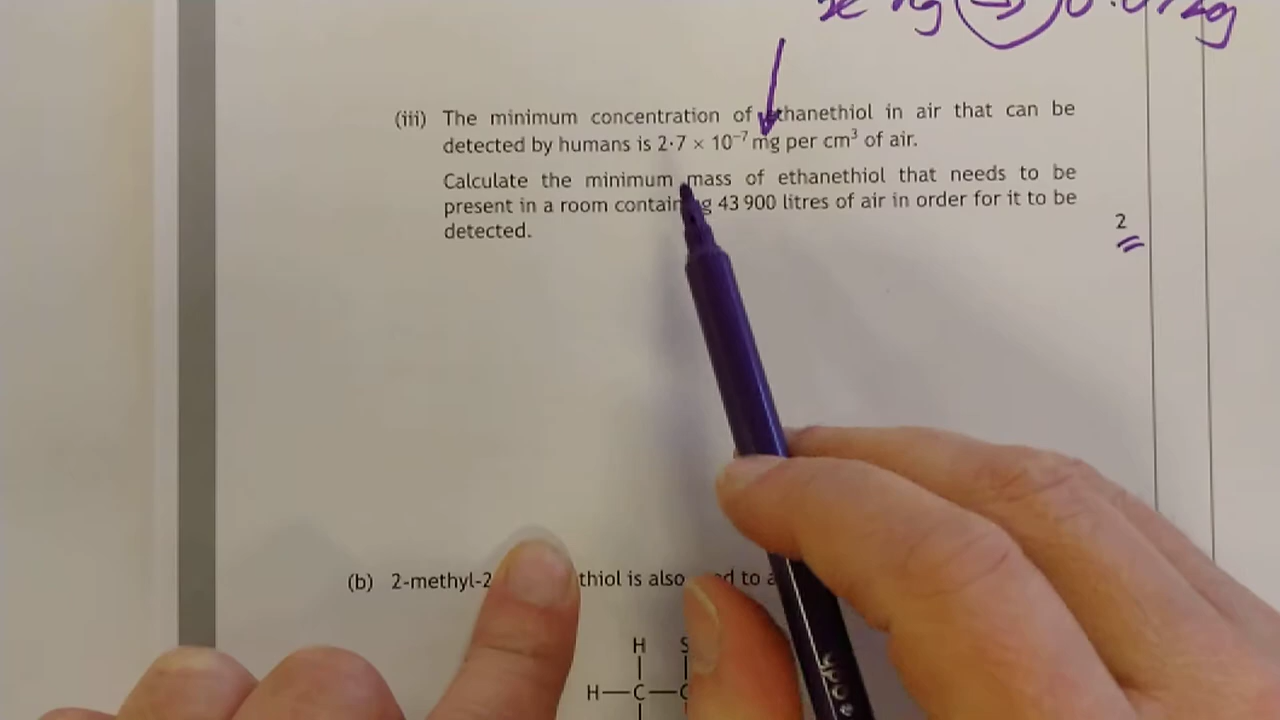 (iii) The minimum concentration of ethanethiol in air that can be
detected by humans is 2·7 × 10⁻⁷ mg per cm³ of air.
Calculate the minimum mass of ethanethiol that needs to be
present in a room containing 43 900 litres of air in order for it to be
detected.
2
(b) 2-methyl-2 thiol is also to a
H S
H—C—C